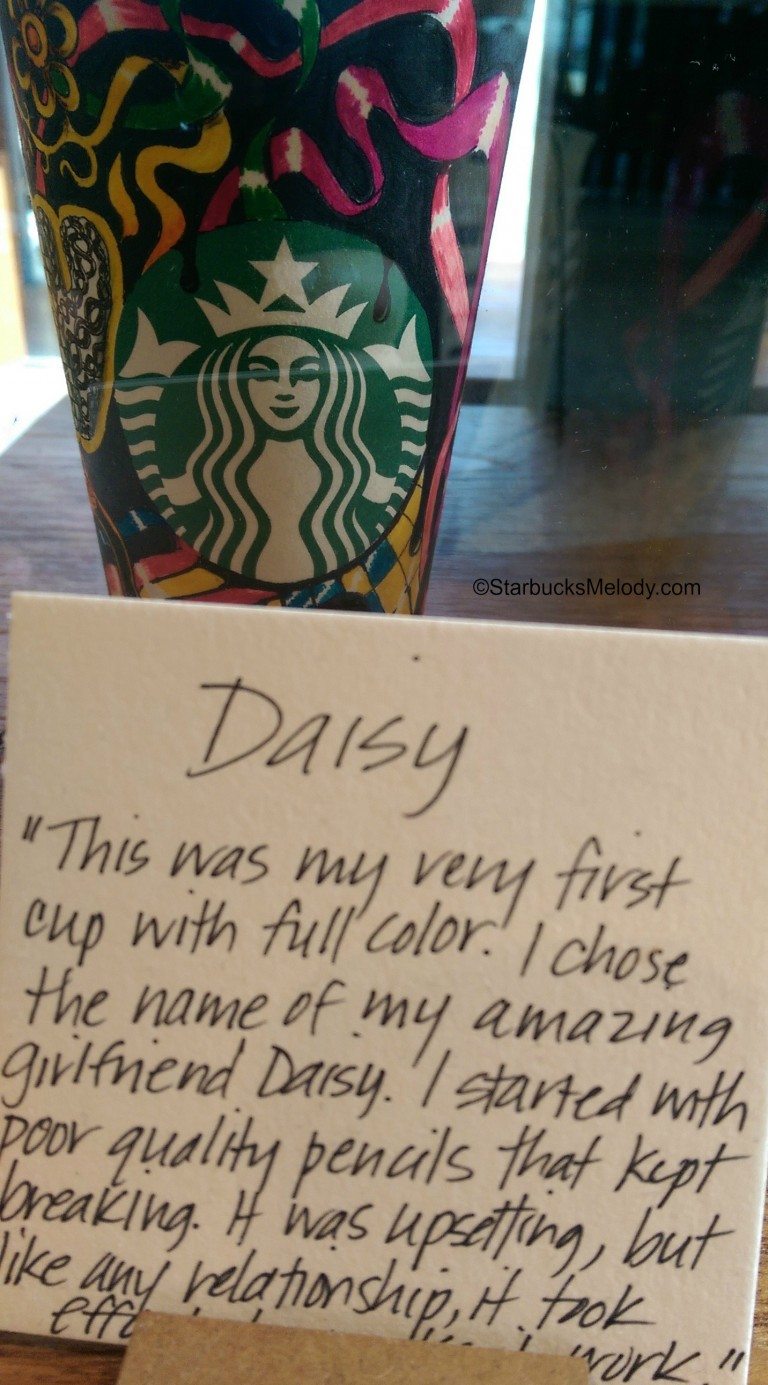 ©StarbucksMelody.com
Daisy
"This was my very first
cup with full color. I chose
the name of my amazing
girlfriend Daisy. I started with
poor quality pencils that kept
breaking. It was upsetting, but
like any relationship, it took
work."